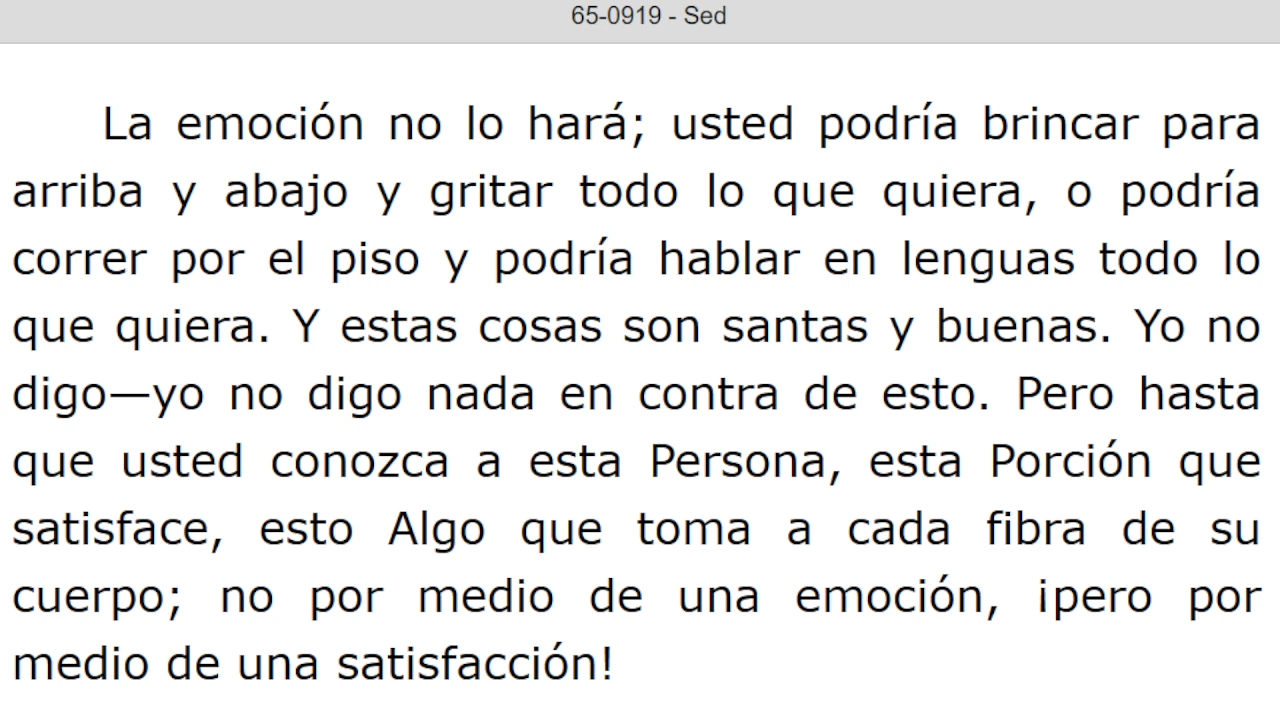 65-0919 - Sed
La emoción no lo hará; usted podría brincar para
arriba y abajo y gritar todo lo que quiera, o podría
correr por el piso y podría hablar en lenguas todo lo
que quiera. Y estas cosas son santas y buenas. Yo no
digo—yo no digo nada en contra de esto. Pero hasta
que usted conozca a esta Persona, esta Porción que
satisface, esto Algo que toma a cada fibra de su
cuerpo; no por medio de una emoción, ¡pero por
medio de una satisfacción!